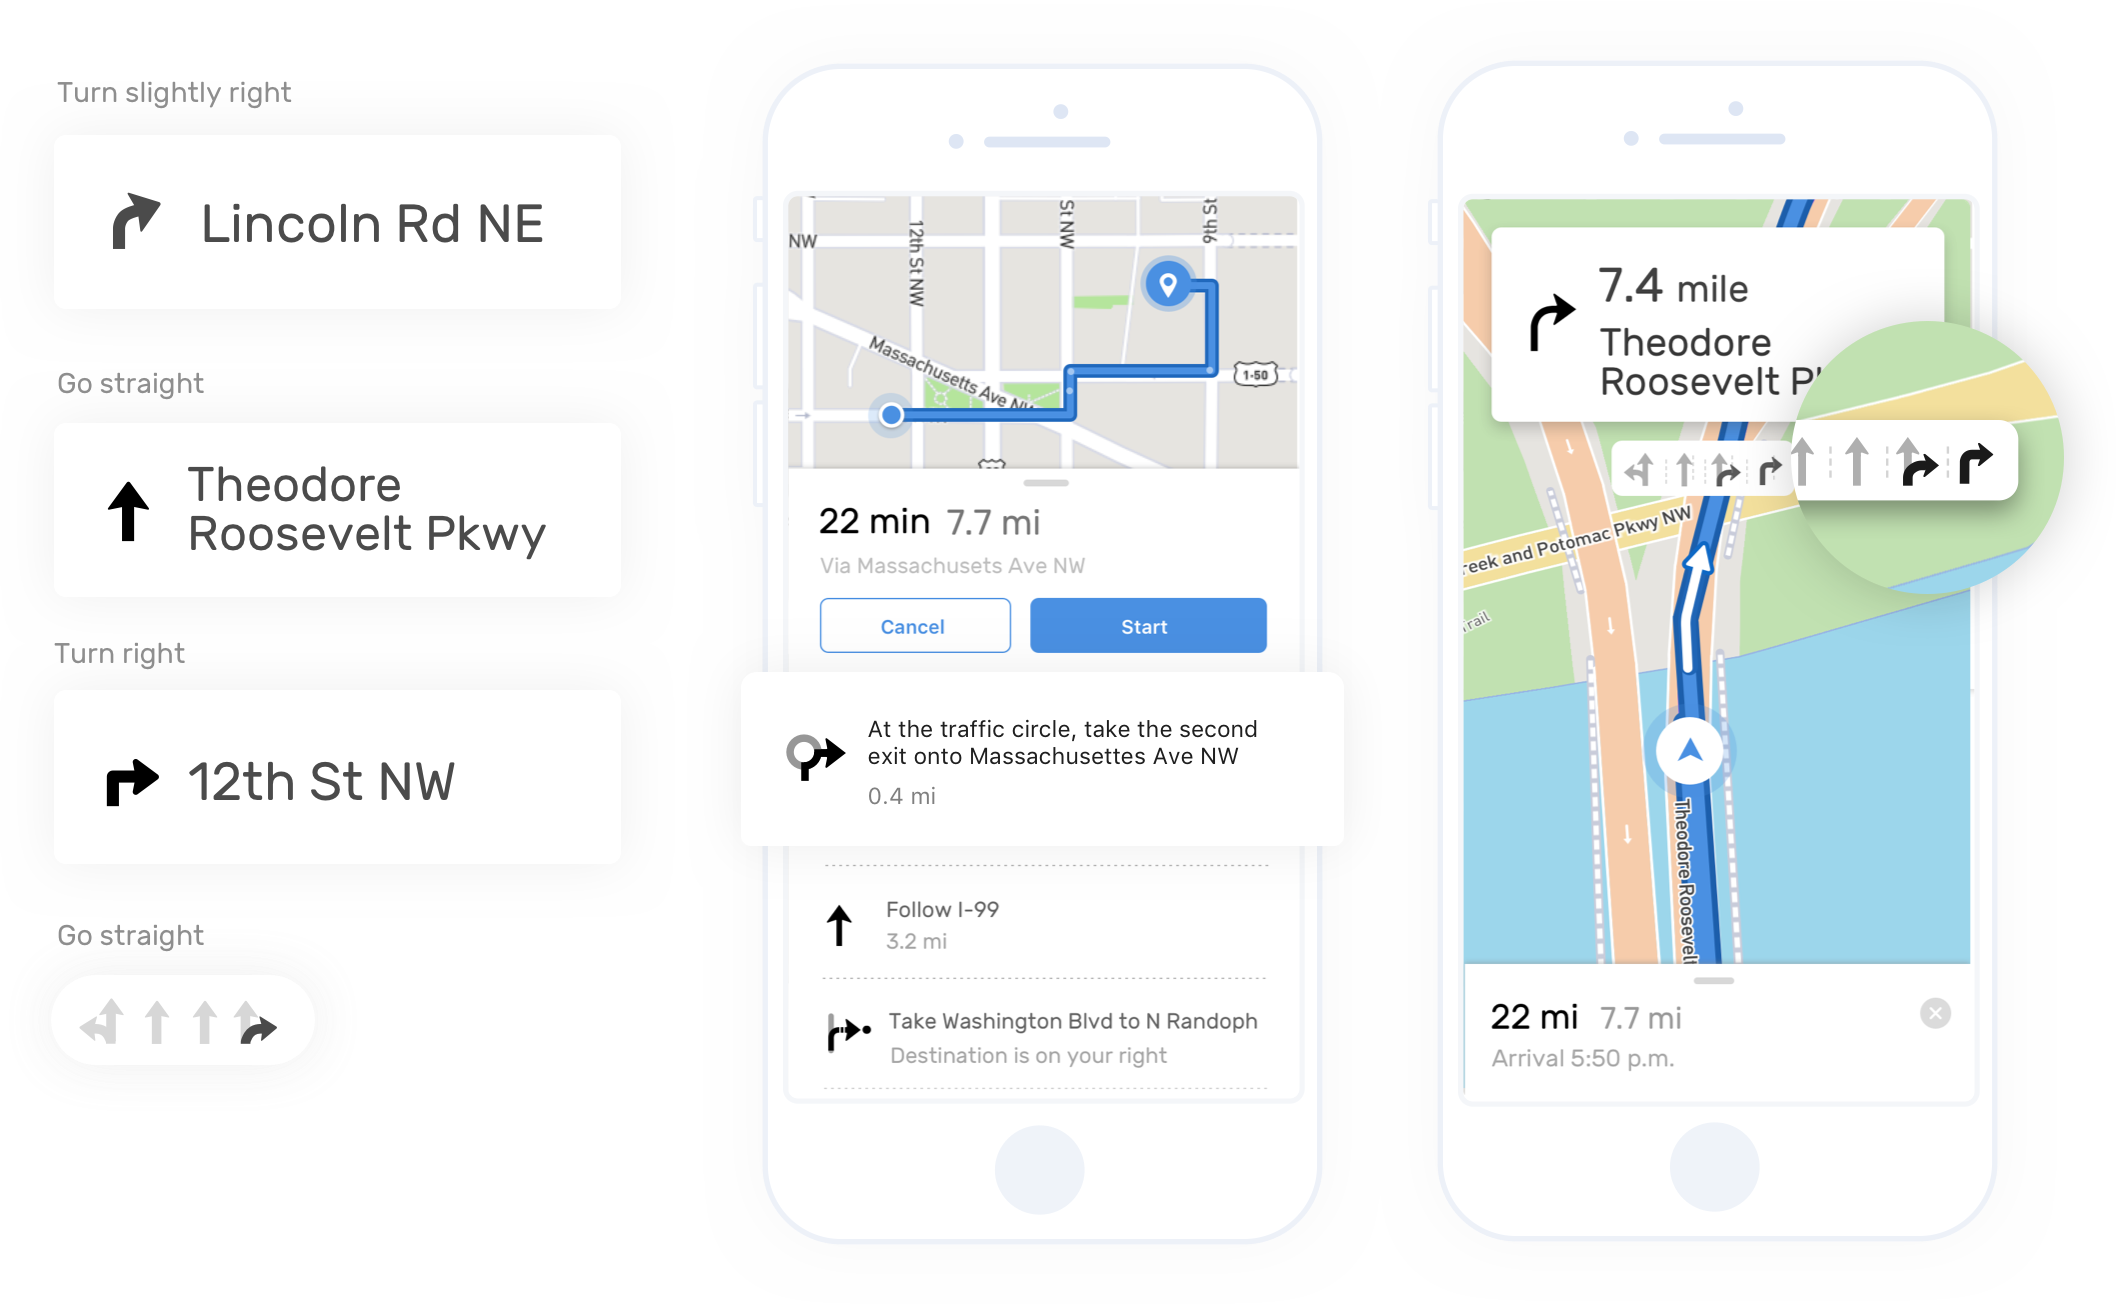 Turn slightly right
Lincoln Rd NE
Go straight
Theodore
Roosevelt Pkwy
Turn right
12th St NW
Go straight
NW
12th St NW
St NW
9th St
Massachusetts Ave NW
1-50
22 min 7.7 mi
Via Massachusets Ave NW
Cancel
Start
At the traffic circle, take the second
exit onto Massachusettes Ave NW
0.4 mi
Follow I-99
3.2 mi
Take Washington Blvd to N Randoph
Destination is on your right
7.4 mile
Theodore
Roosevelt
reek and Potomac Pkwy NW
Trail
Theodore Roosevelt
22 mi 7.7 mi
Arrival 5:50 p.m.